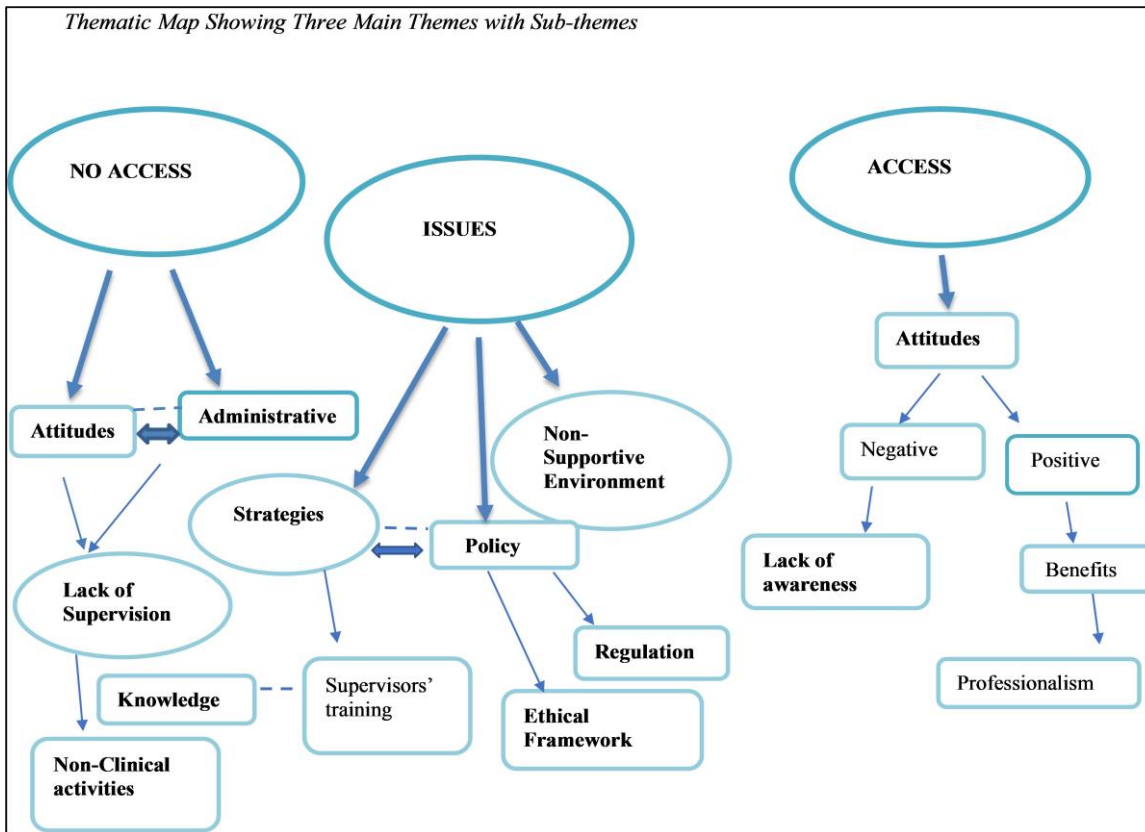 Thematic Map Showing Three Main Themes with Sub-themes
NO ACCESS
ISSUES
ACCESS
Attitudes
Administrative
Non-
Supportive
Environment
Attitudes
Negative
Positive
Strategies
Policy
Lack of
Supervision
Lack of
awareness
Benefits
Regulation
Knowledge
Supervisors’
training
Ethical
Framework
Professionalism
Non-Clinical
activities